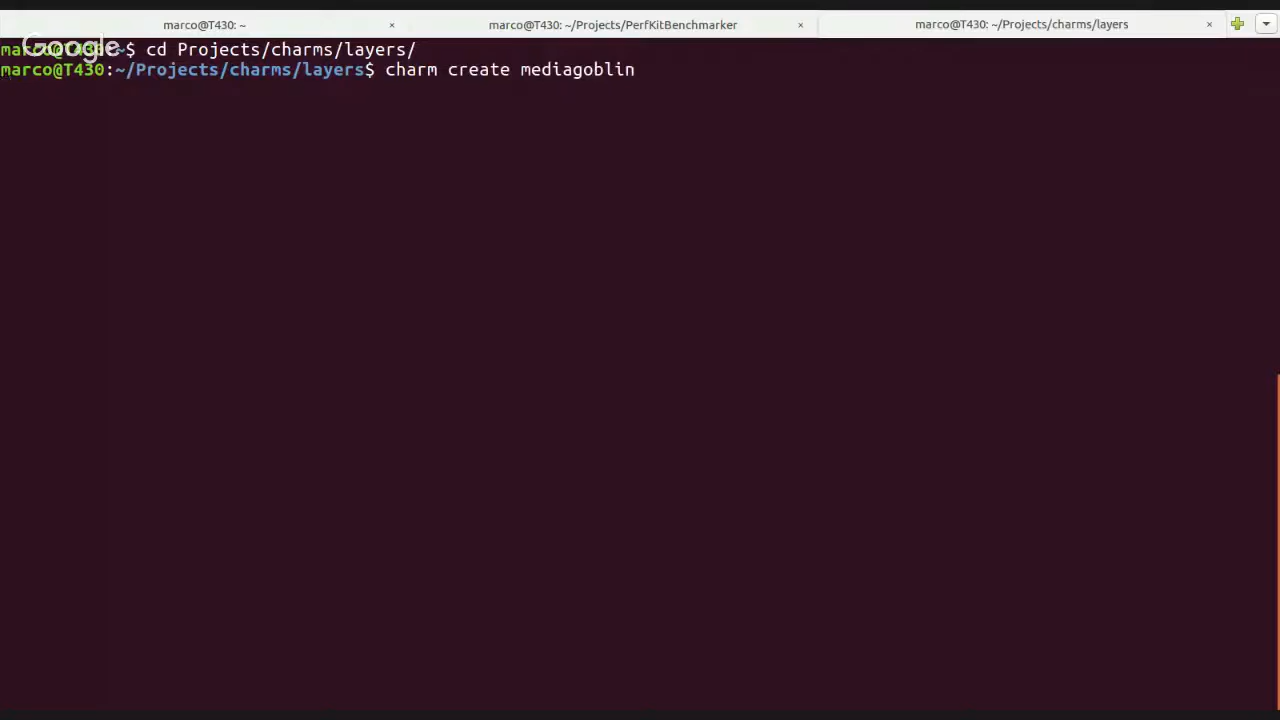 marco@T430: ~ × marco@T430: ~/Projects/PerfKitBenchmarker × marco@T430: ~/Projects/charms/layers ×
Google
marco@T430:~$ cd Projects/charms/layers/
marco@T430:~/Projects/charms/layers$ charm create mediagoblin